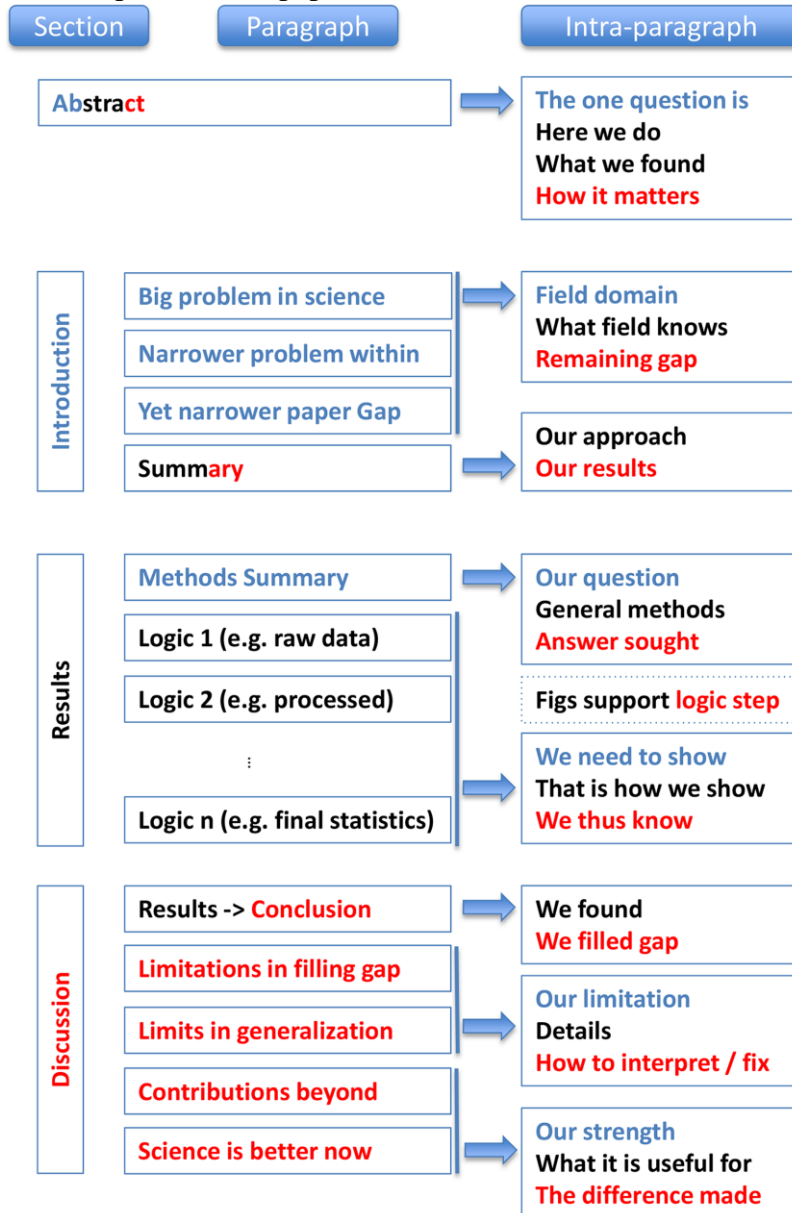 Section Paragraph Intra-paragraph
Abstract
The one question is
Here we do
What we found
How it matters
Introduction
Big problem in science
Narrower problem within
Yet narrower paper Gap
Summary
Field domain
What field knows
Remaining gap
Our approach
Our results
Results
Methods Summary
Logic 1 (e.g. raw data)
Logic 2 (e.g. processed)
...
Logic n (e.g. final statistics)
Our question
General methods
Answer sought
Figs support logic step
We need to show
That is how we show
We thus know
Discussion
Results -> Conclusion
Limitations in filling gap
Limits in generalization
Contributions beyond
Science is better now
We found
We filled gap
Our limitation
Details
How to interpret / fix
Our strength
What it is useful for
The difference made